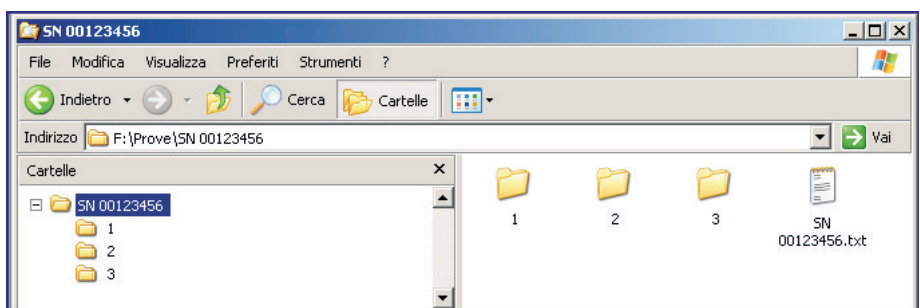 SN 00123456
File Modifica Visualizza Preferiti Strumenti ?
Indietro Cerca Cartelle
Indirizzo F:\Prove\SN 00123456 Vai
Cartelle
SN 00123456
1
2
3
1 2 3 SN
00123456.txt